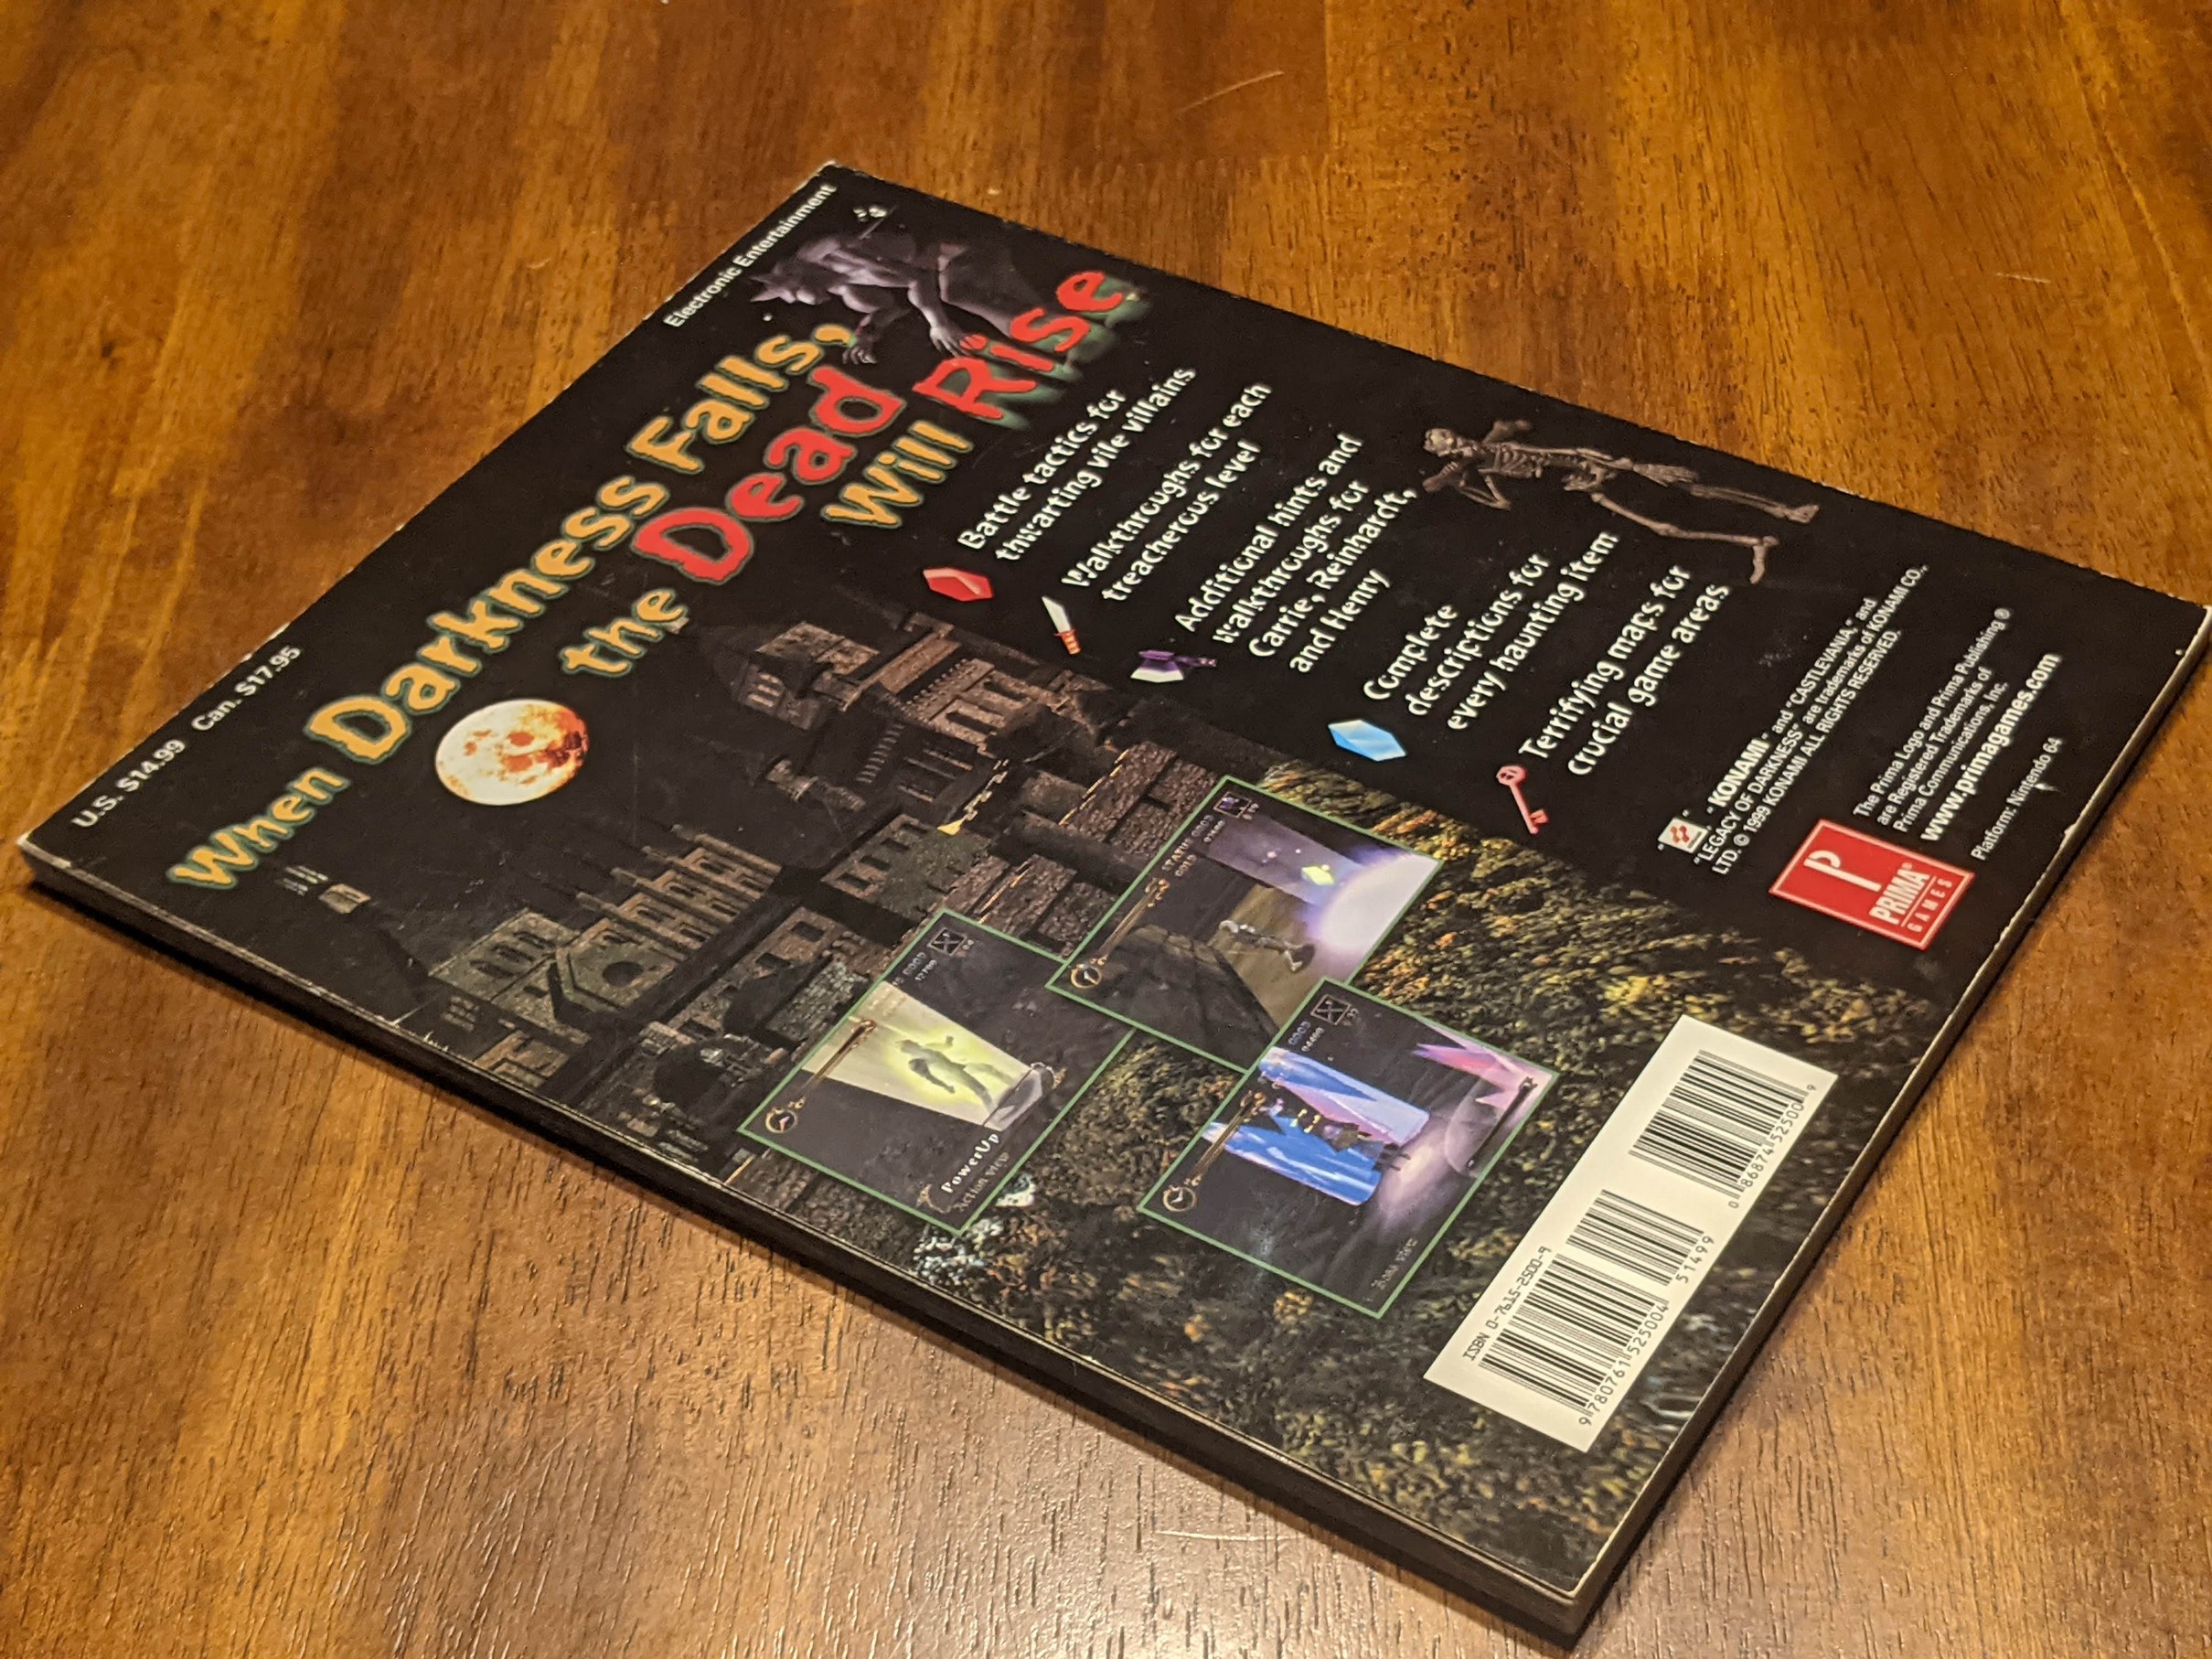 Electronic Entertainment
U.S. $14.99 Can. $17.95
When Darkness Falls,
the Dead
Will Rise
Battle tactics for
thwarting vile villains
Walkthroughs for each
treacherous level
Additional hints and
walkthroughs for
Carrie, Reinhardt,
and Henry
Complete
descriptions for
every haunting item
Terrifying maps for
crucial game areas
PowerUp
"KONAMI" and "CASTLEVANIA," and
"LEGACY OF DARKNESS" are trademarks of KONAMI CO.,
LTD. © 1999 KONAMI ALL RIGHTS RESERVED.
P
PRIMA®
GAMES
The Prima Logo and Prima Publishing®
are Registered Trademarks of
Prima Communications, Inc.
www.primagames.com
Platform: Nintendo 64
ISBN 0-7615-2500-9
9 780761 525004
51499
0 86874 52500 9